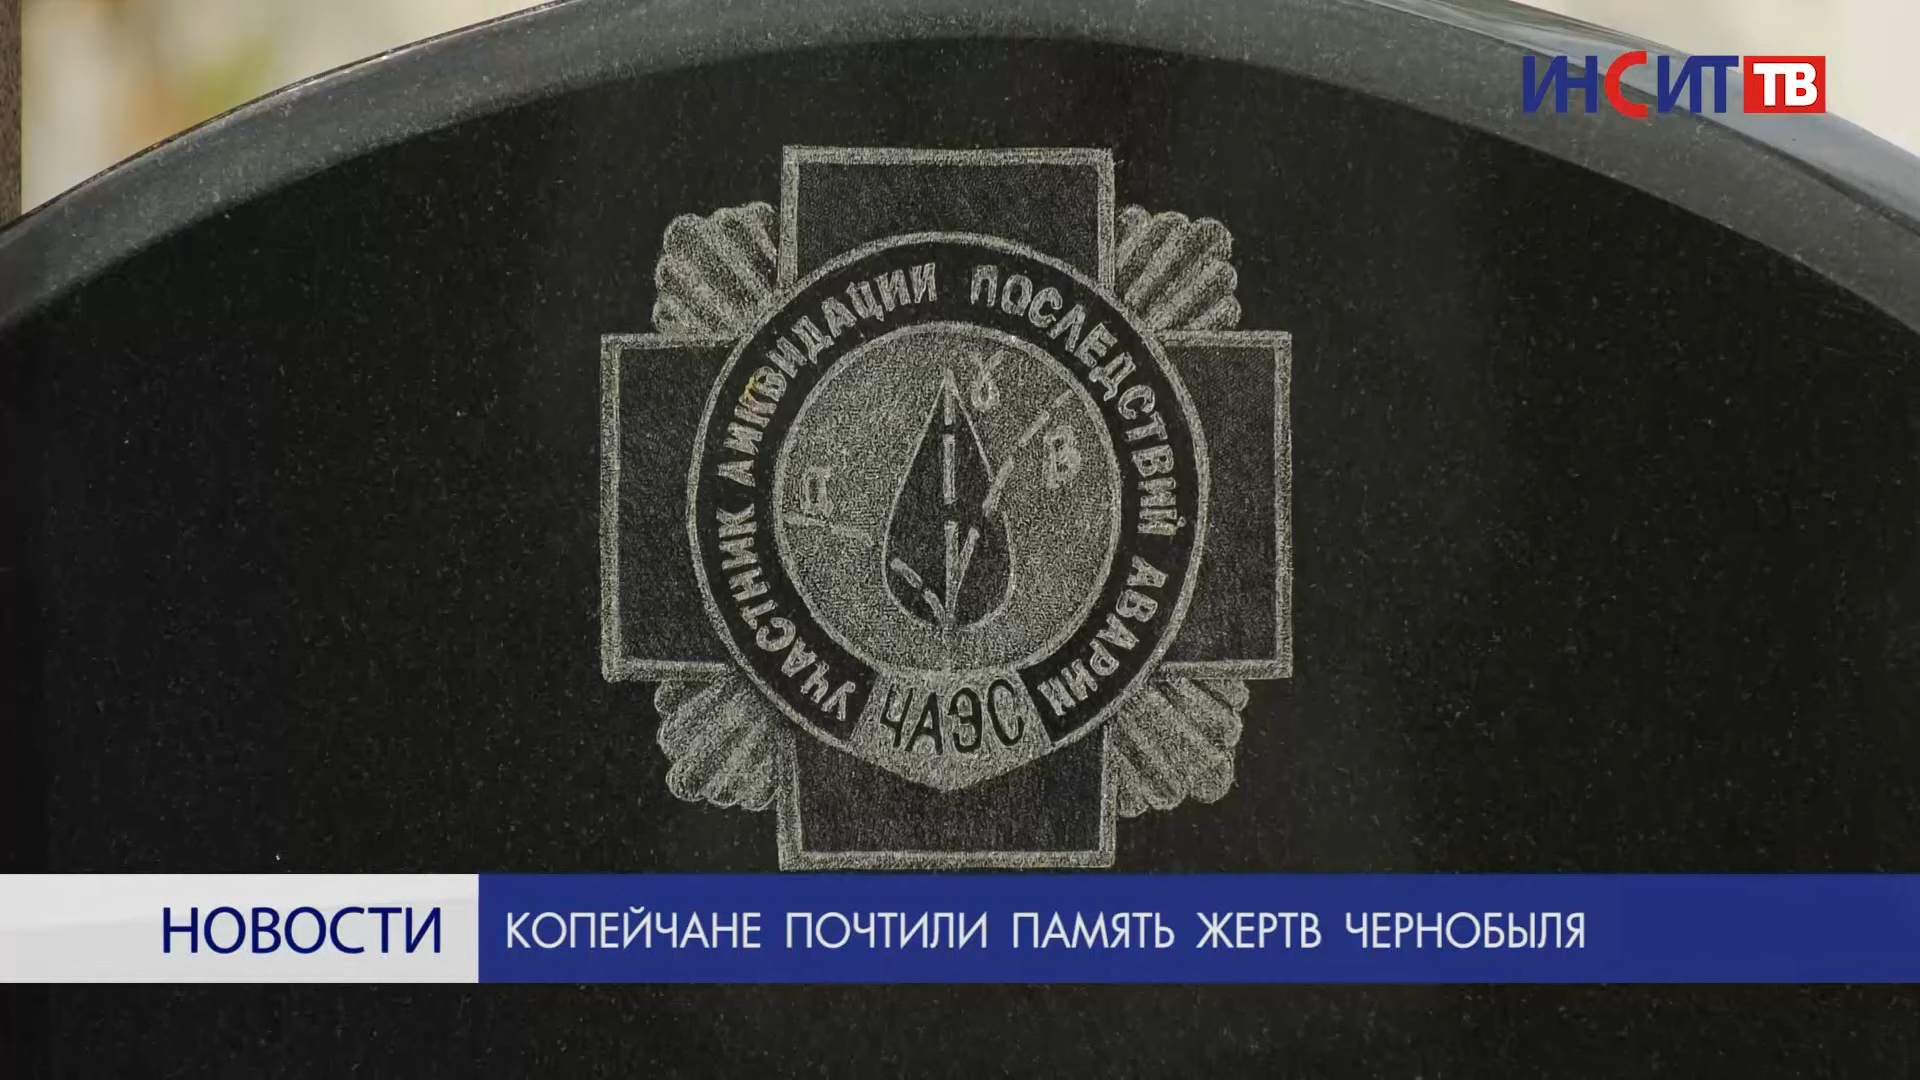 ИНСИТ ТВ
УЧАСТНИК ЛИКВИДАЦИИ ПОСЛЕДСТВИЙ АВАРИИ
γ
α
β
ЧАЭС
НОВОСТИ
КОПЕЙЧАНЕ ПОЧТИЛИ ПАМЯТЬ ЖЕРТВ ЧЕРНОБЫЛЯ